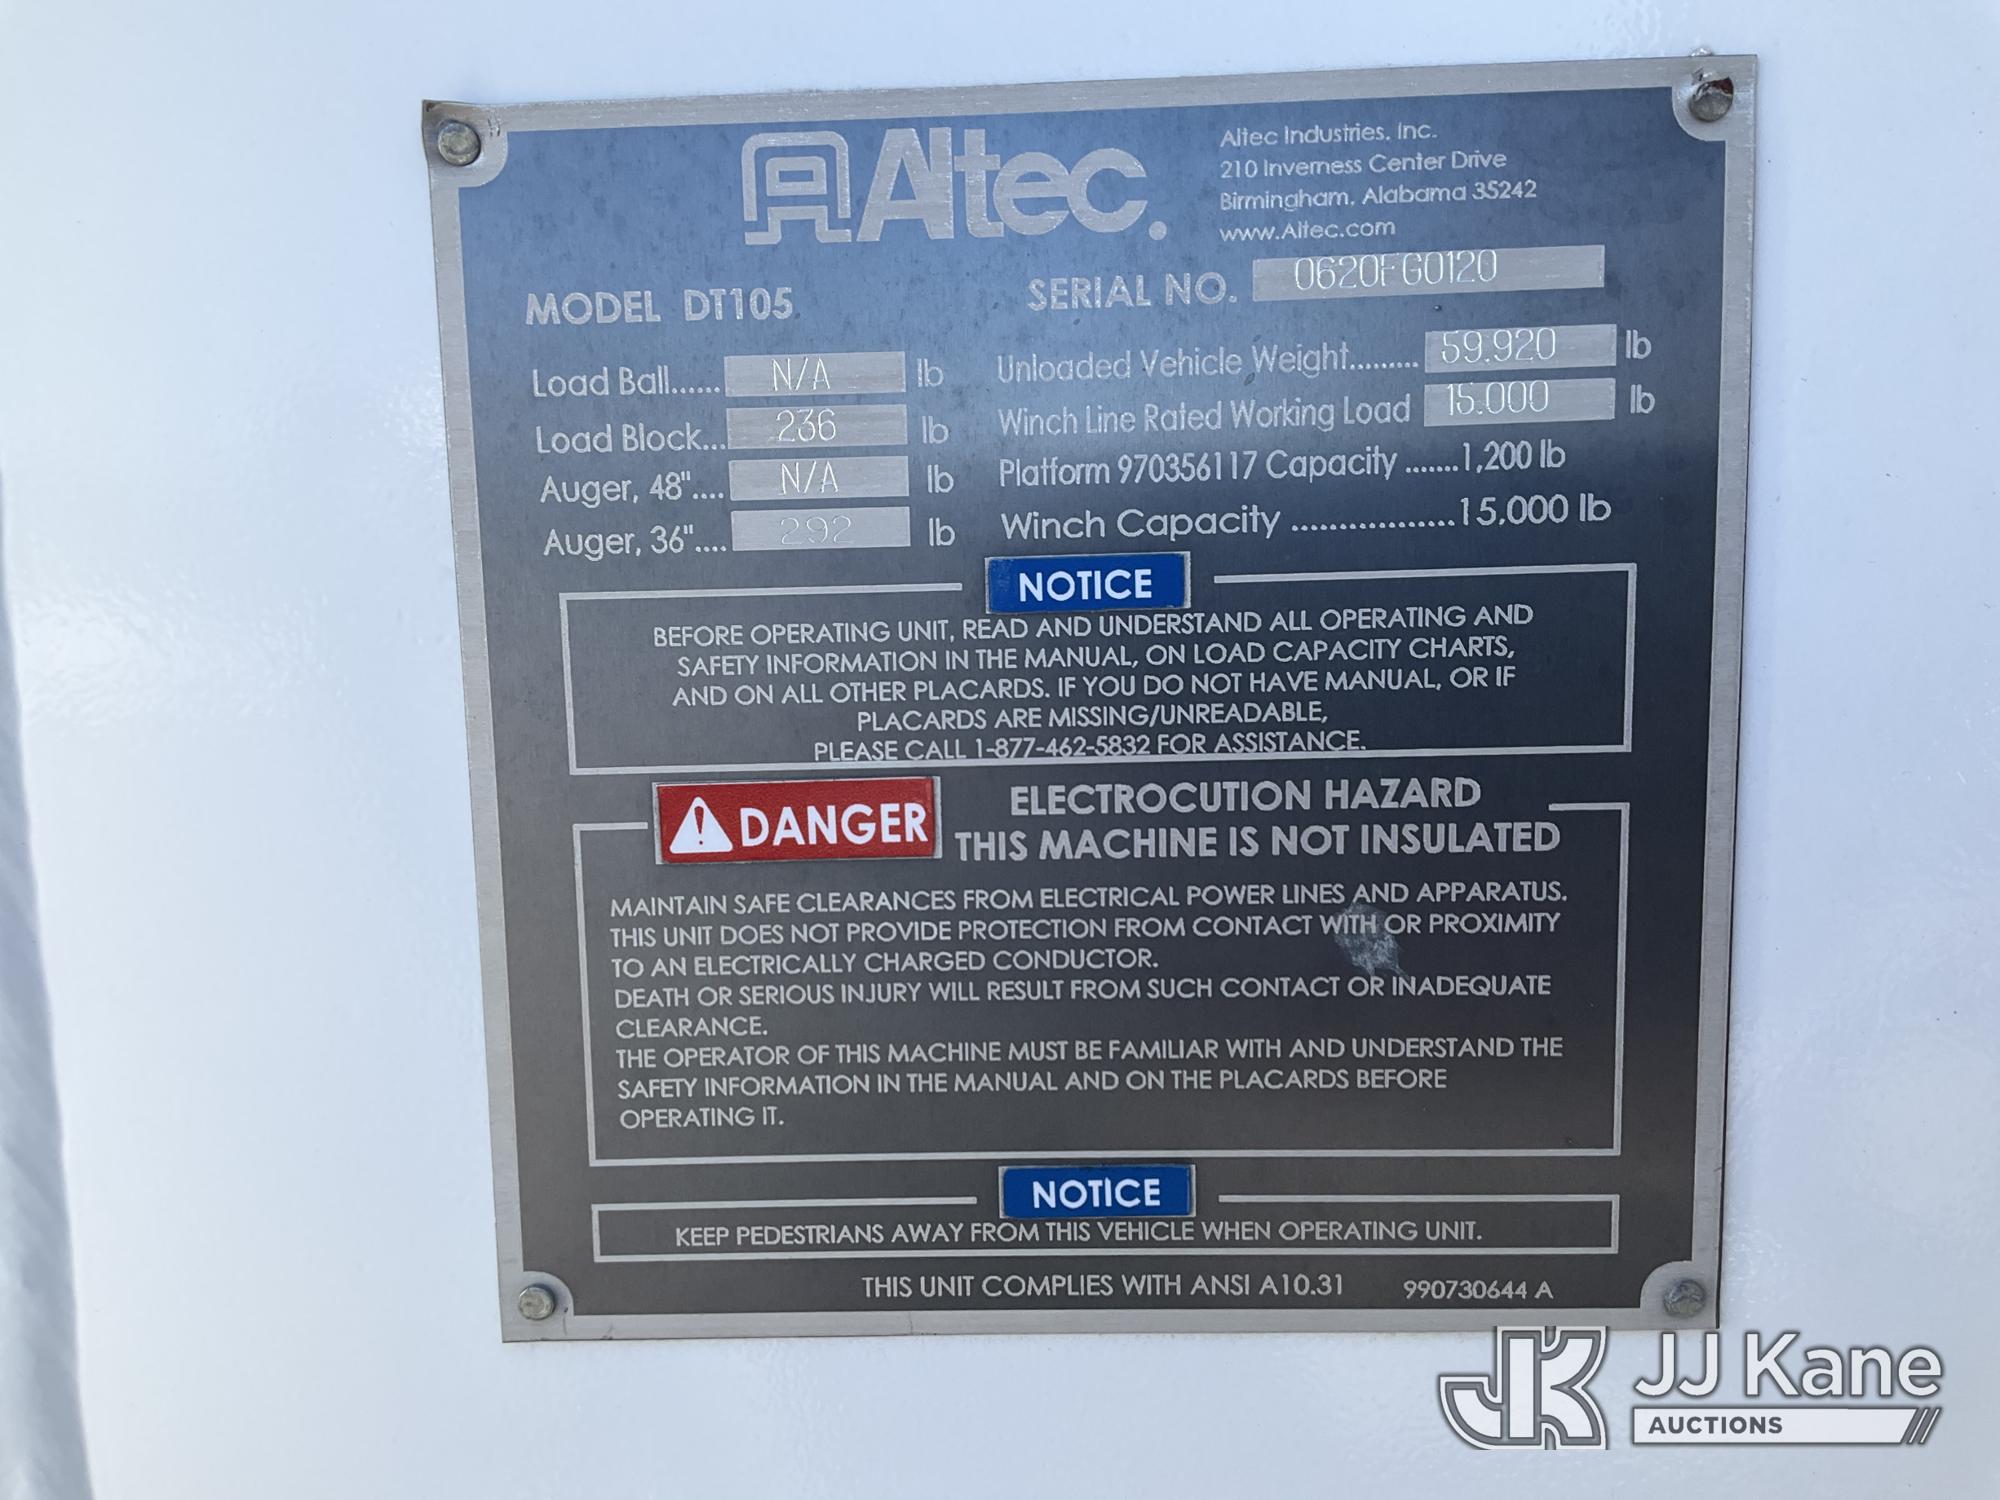 Altec.
Altec Industries, Inc.
210 Inverness Center Drive
Birmingham, Alabama 35242
www.Altec.com
MODEL DT105
SERIAL NO. 0620FG0120
Load Ball...... N/A lb
Load Block... 236 lb
Auger, 48".... N/A lb
Auger, 36".... 292 lb
Unloaded Vehicle Weight......... 59,920 lb
Winch Line Rated Working Load 15,000 lb
Platform 970356117 Capacity .......1,200 lb
Winch Capacity ..................15,000 lb
NOTICE
BEFORE OPERATING UNIT, READ AND UNDERSTAND ALL OPERATING AND
SAFETY INFORMATION IN THE MANUAL, ON LOAD CAPACITY CHARTS,
AND ON ALL OTHER PLACARDS. IF YOU DO NOT HAVE MANUAL, OR IF
PLACARDS ARE MISSING/UNREADABLE,
PLEASE CALL 1-877-462-5832 FOR ASSISTANCE.
DANGER
ELECTROCUTION HAZARD
THIS MACHINE IS NOT INSULATED
MAINTAIN SAFE CLEARANCES FROM ELECTRICAL POWER LINES AND APPARATUS.
THIS UNIT DOES NOT PROVIDE PROTECTION FROM CONTACT WITH OR PROXIMITY
TO AN ELECTRICALLY CHARGED CONDUCTOR.
DEATH OR SERIOUS INJURY WILL RESULT FROM SUCH CONTACT OR INADEQUATE
CLEARANCE.
THE OPERATOR OF THIS MACHINE MUST BE FAMILIAR WITH AND UNDERSTAND THE
SAFETY INFORMATION IN THE MANUAL AND ON THE PLACARDS BEFORE
OPERATING IT.
NOTICE
KEEP PEDESTRIANS AWAY FROM THIS VEHICLE WHEN OPERATING UNIT.
THIS UNIT COMPLIES WITH ANSI A10.31
990730644 A
JK JJ Kane
AUCTIONS